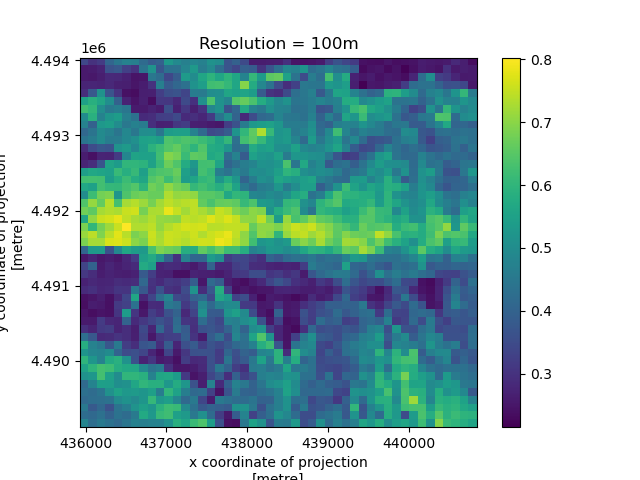 Resolution = 100m
1e6
4.494
4.493
4.492
4.491
4.490
y coordinate of projection
[metre]
436000 437000 438000 439000 440000
x coordinate of projection
[metre]
0.8
0.7
0.6
0.5
0.4
0.3